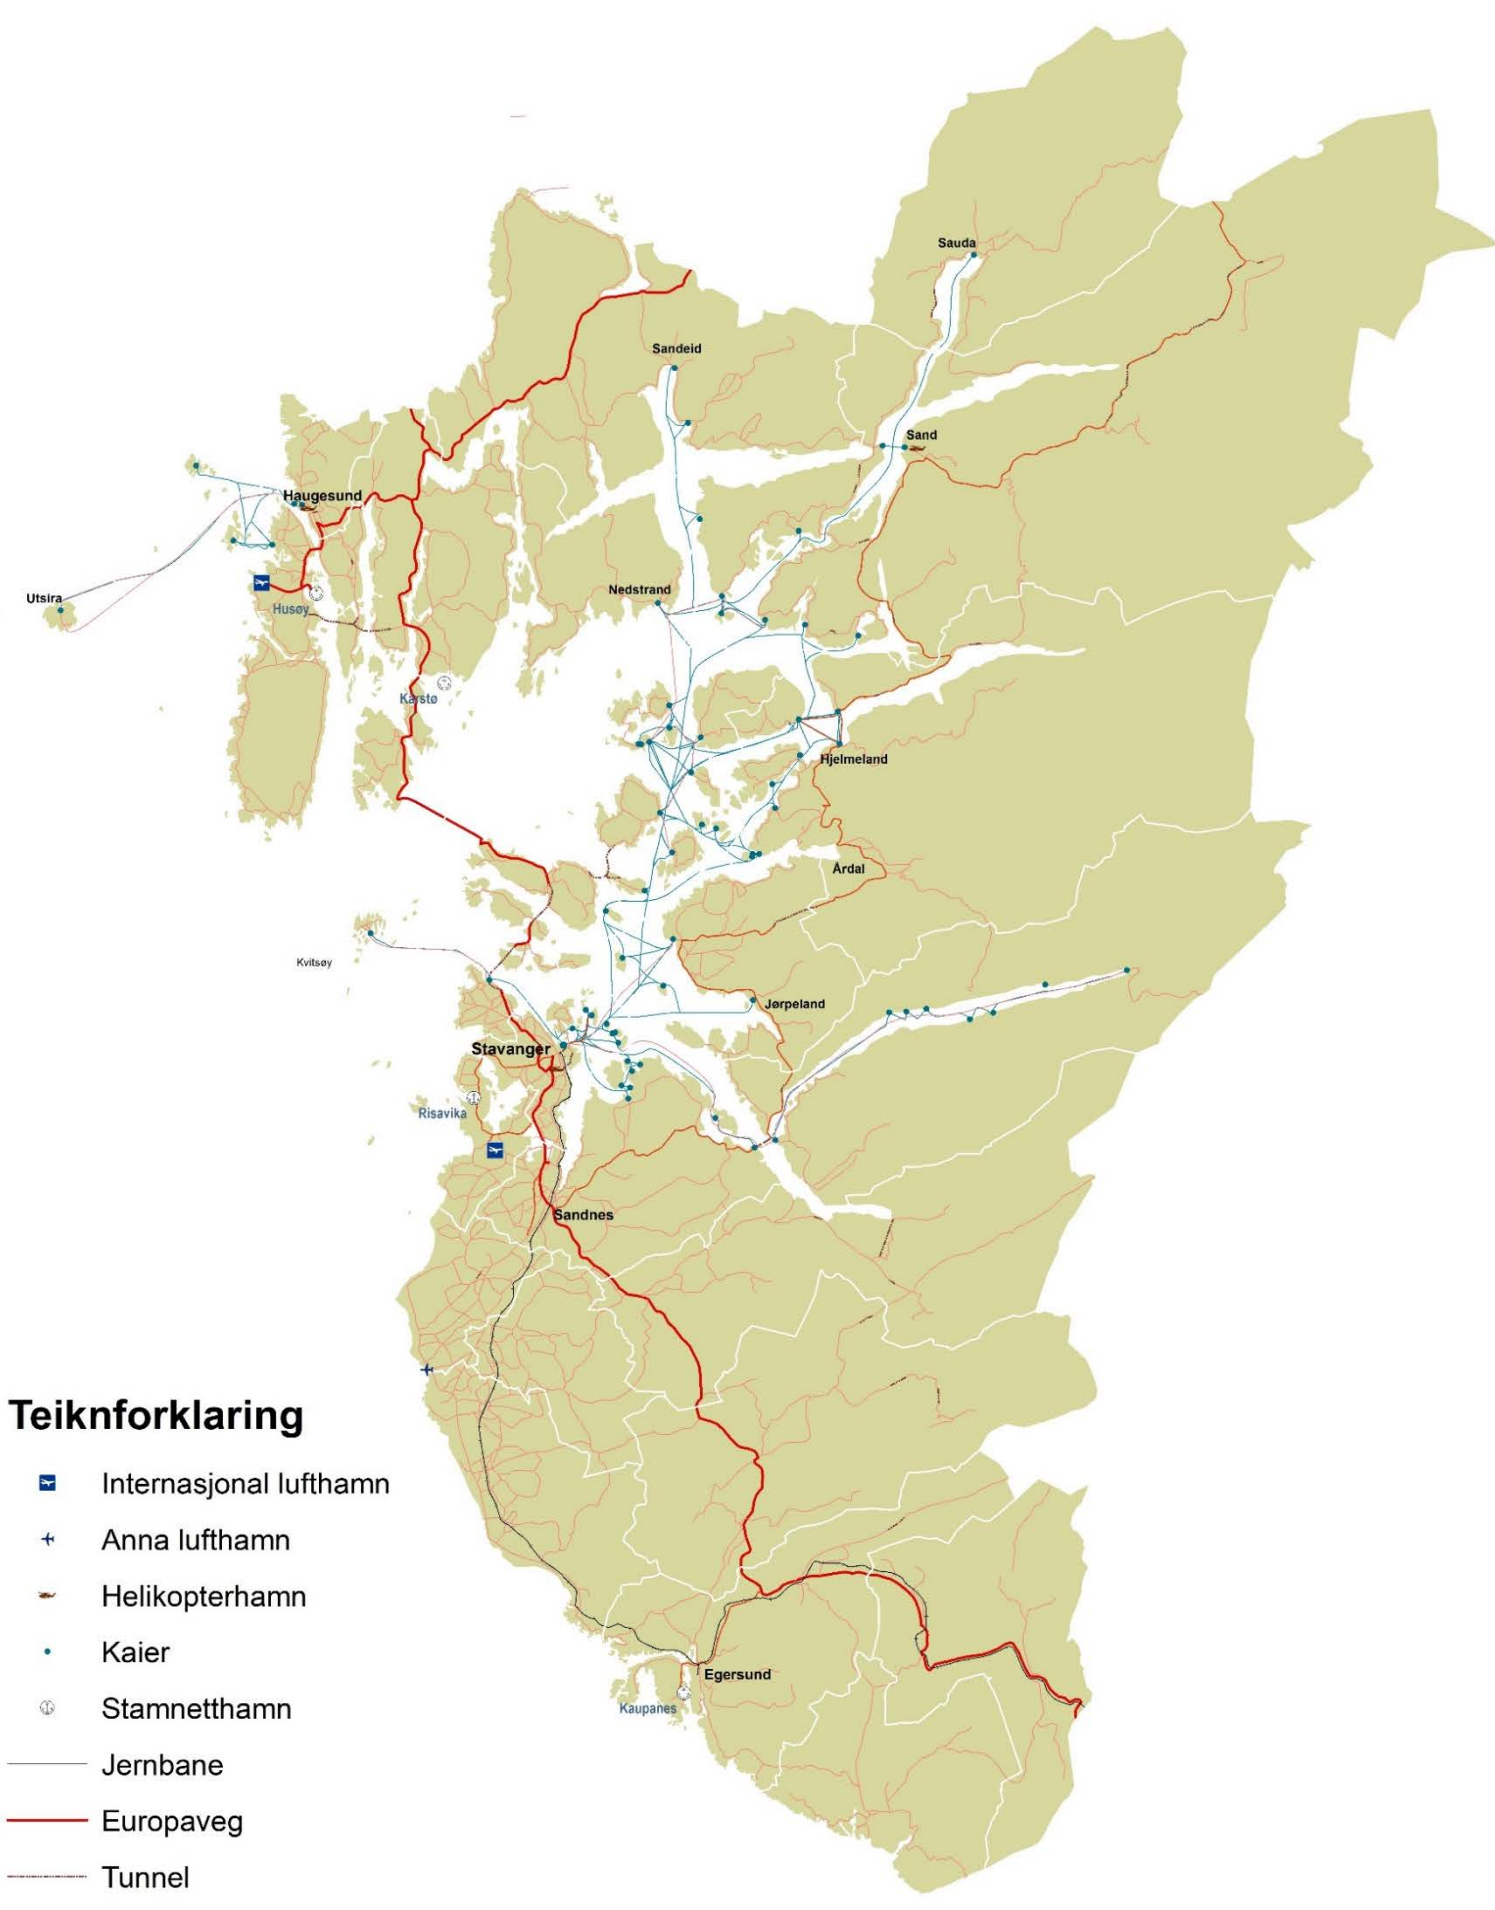 Sauda
Sandeid
Sand
Haugesund
Nedstrand
Utsira
Husøy
Karstø
Hjelmeland
Årdal
Kvitsøy
Jørpeland
Stavanger
Risavika
Sandnes
Egersund
Kaupanes
Teiknforklaring
Internasjonal lufthamn
Anna lufthamn
Helikopterhamn
Kaier
Stamnetthamn
Jernbane
Europaveg
Tunnel